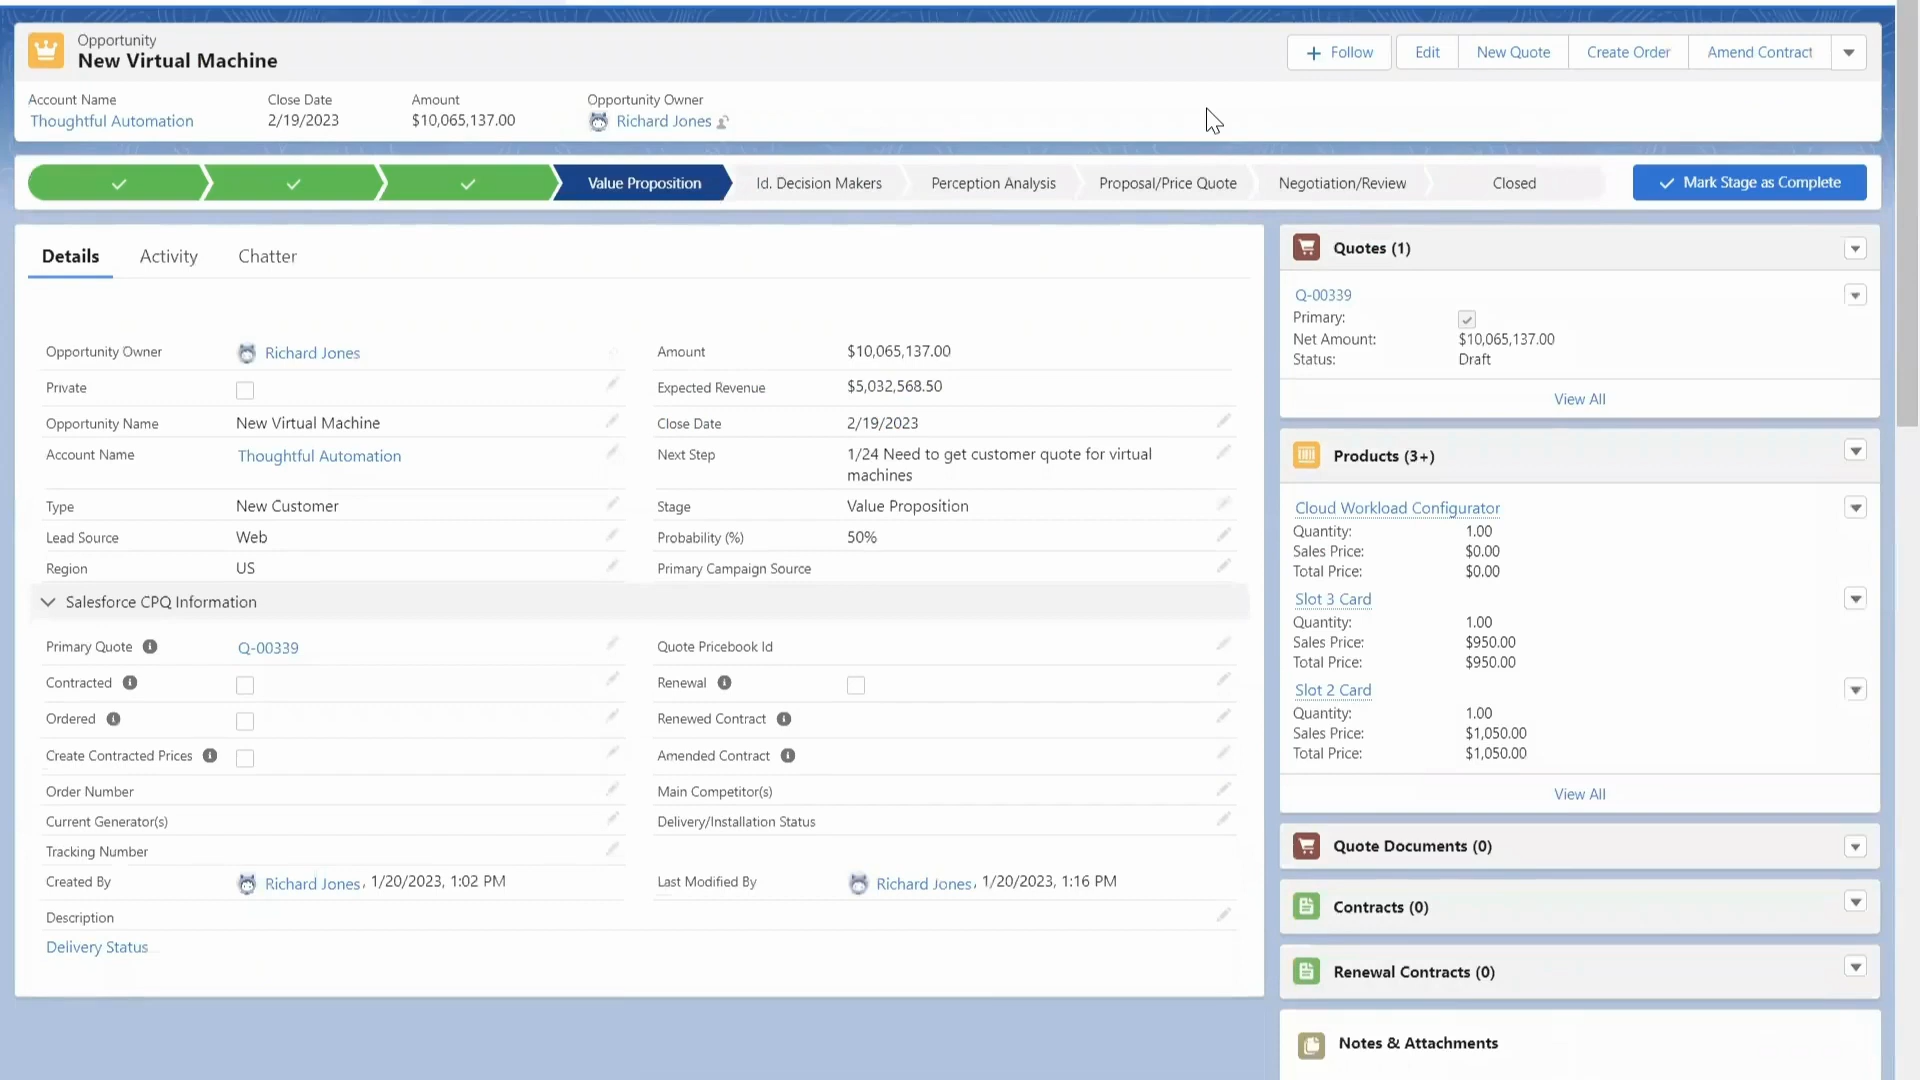 Opportunity
New Virtual Machine
Follow
Edit
New Quote
Create Order
Amend Contract
Account Name
Close Date
Amount
Opportunity Owner
Thoughtful Automation
2/19/2023
$10,065,137.00
Richard Jones
Value Proposition
Id. Decision Makers
Perception Analysis
Proposal/Price Quote
Negotiation/Review
Closed
Mark Stage as Complete
Details
Activity
Chatter
Opportunity Owner
Richard Jones
Amount
$10,065,137.00
Private
Expected Revenue
$5,032,568.50
Opportunity Name
New Virtual Machine
Close Date
2/19/2023
Account Name
Thoughtful Automation
Next Step
1/24 Need to get customer quote for virtual
machines
Type
New Customer
Stage
Value Proposition
Lead Source
Web
Probability (%)
50%
Region
US
Primary Campaign Source
Salesforce CPQ Information
Primary Quote
Q-00339
Quote Pricebook Id
Contracted
Renewal
Ordered
Renewed Contract
Create Contracted Prices
Amended Contract
Order Number
Main Competitor(s)
Current Generator(s)
Delivery/Installation Status
Tracking Number
Created By
Richard Jones, 1/20/2023, 1:02 PM
Last Modified By
Richard Jones, 1/20/2023, 1:16 PM
Description
Delivery Status
Quotes (1)
Q-00339
Primary:
Net Amount:
$10,065,137.00
Status:
Draft
View All
Products (3+)
Cloud Workload Configurator
Quantity:
1.00
Sales Price:
$0.00
Total Price:
$0.00
Slot 3 Card
Quantity:
1.00
Sales Price:
$950.00
Total Price:
$950.00
Slot 2 Card
Quantity:
1.00
Sales Price:
$1,050.00
Total Price:
$1,050.00
View All
Quote Documents (0)
Contracts (0)
Renewal Contracts (0)
Notes & Attachments